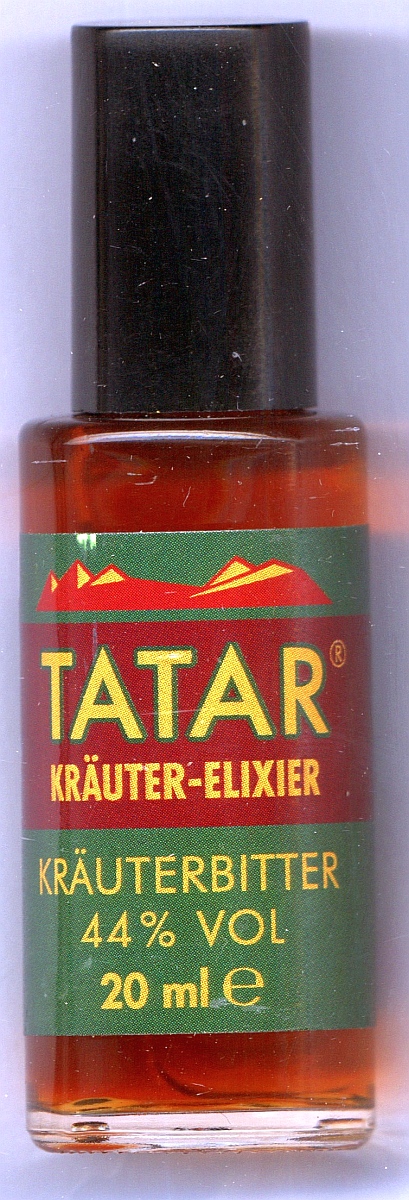 TATAR®
KRÄUTER-ELIXIER
KRÄUTERBITTER
44% VOL
20 ml ℮